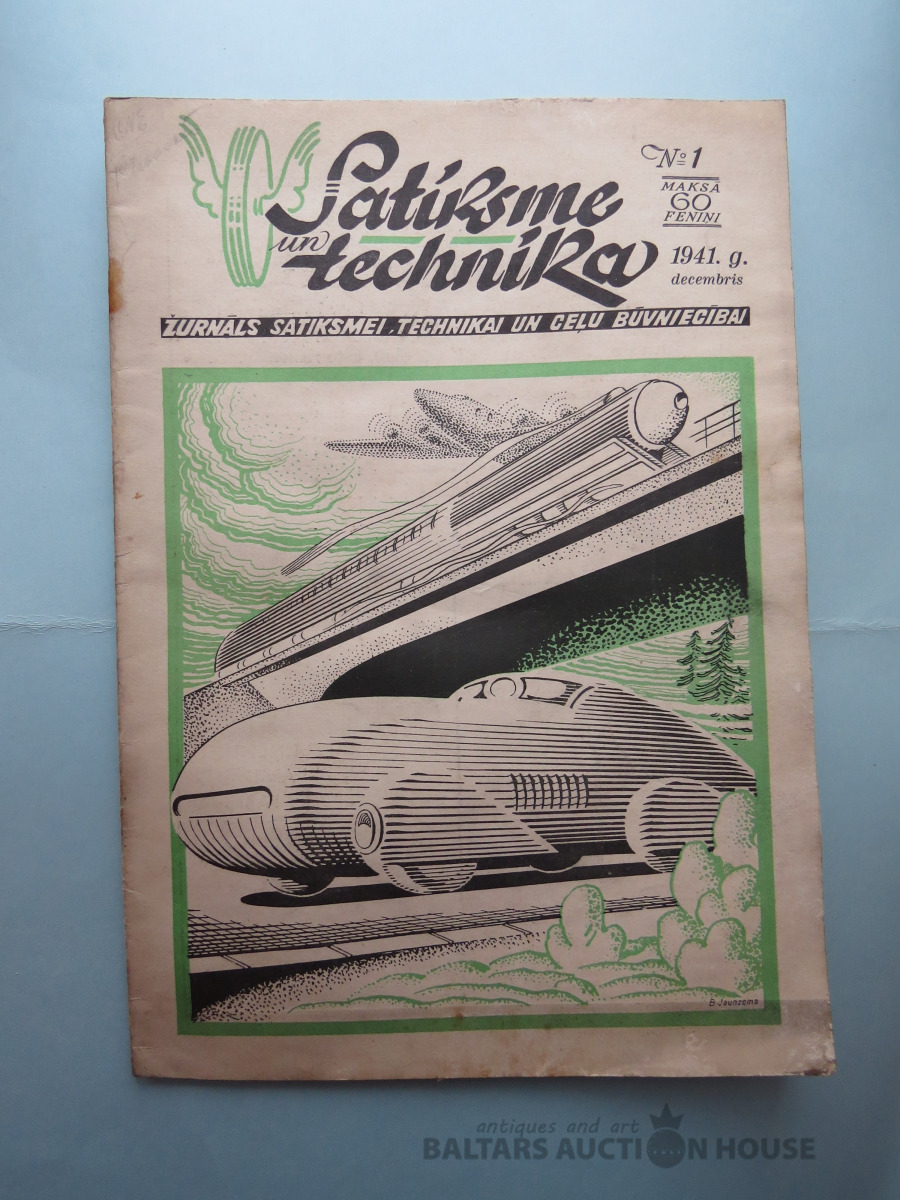 Satiksme
un technika
№ 1
MAKSĀ
60
FENIŅI
1941. g.
decembris
ŽURNĀLS SATIKSMEI, TECHNIKAI UN CEĻU BŪVNIECĪBAI
B. Jaunzems
antiques and art
BALTARS AUCTION HOUSE